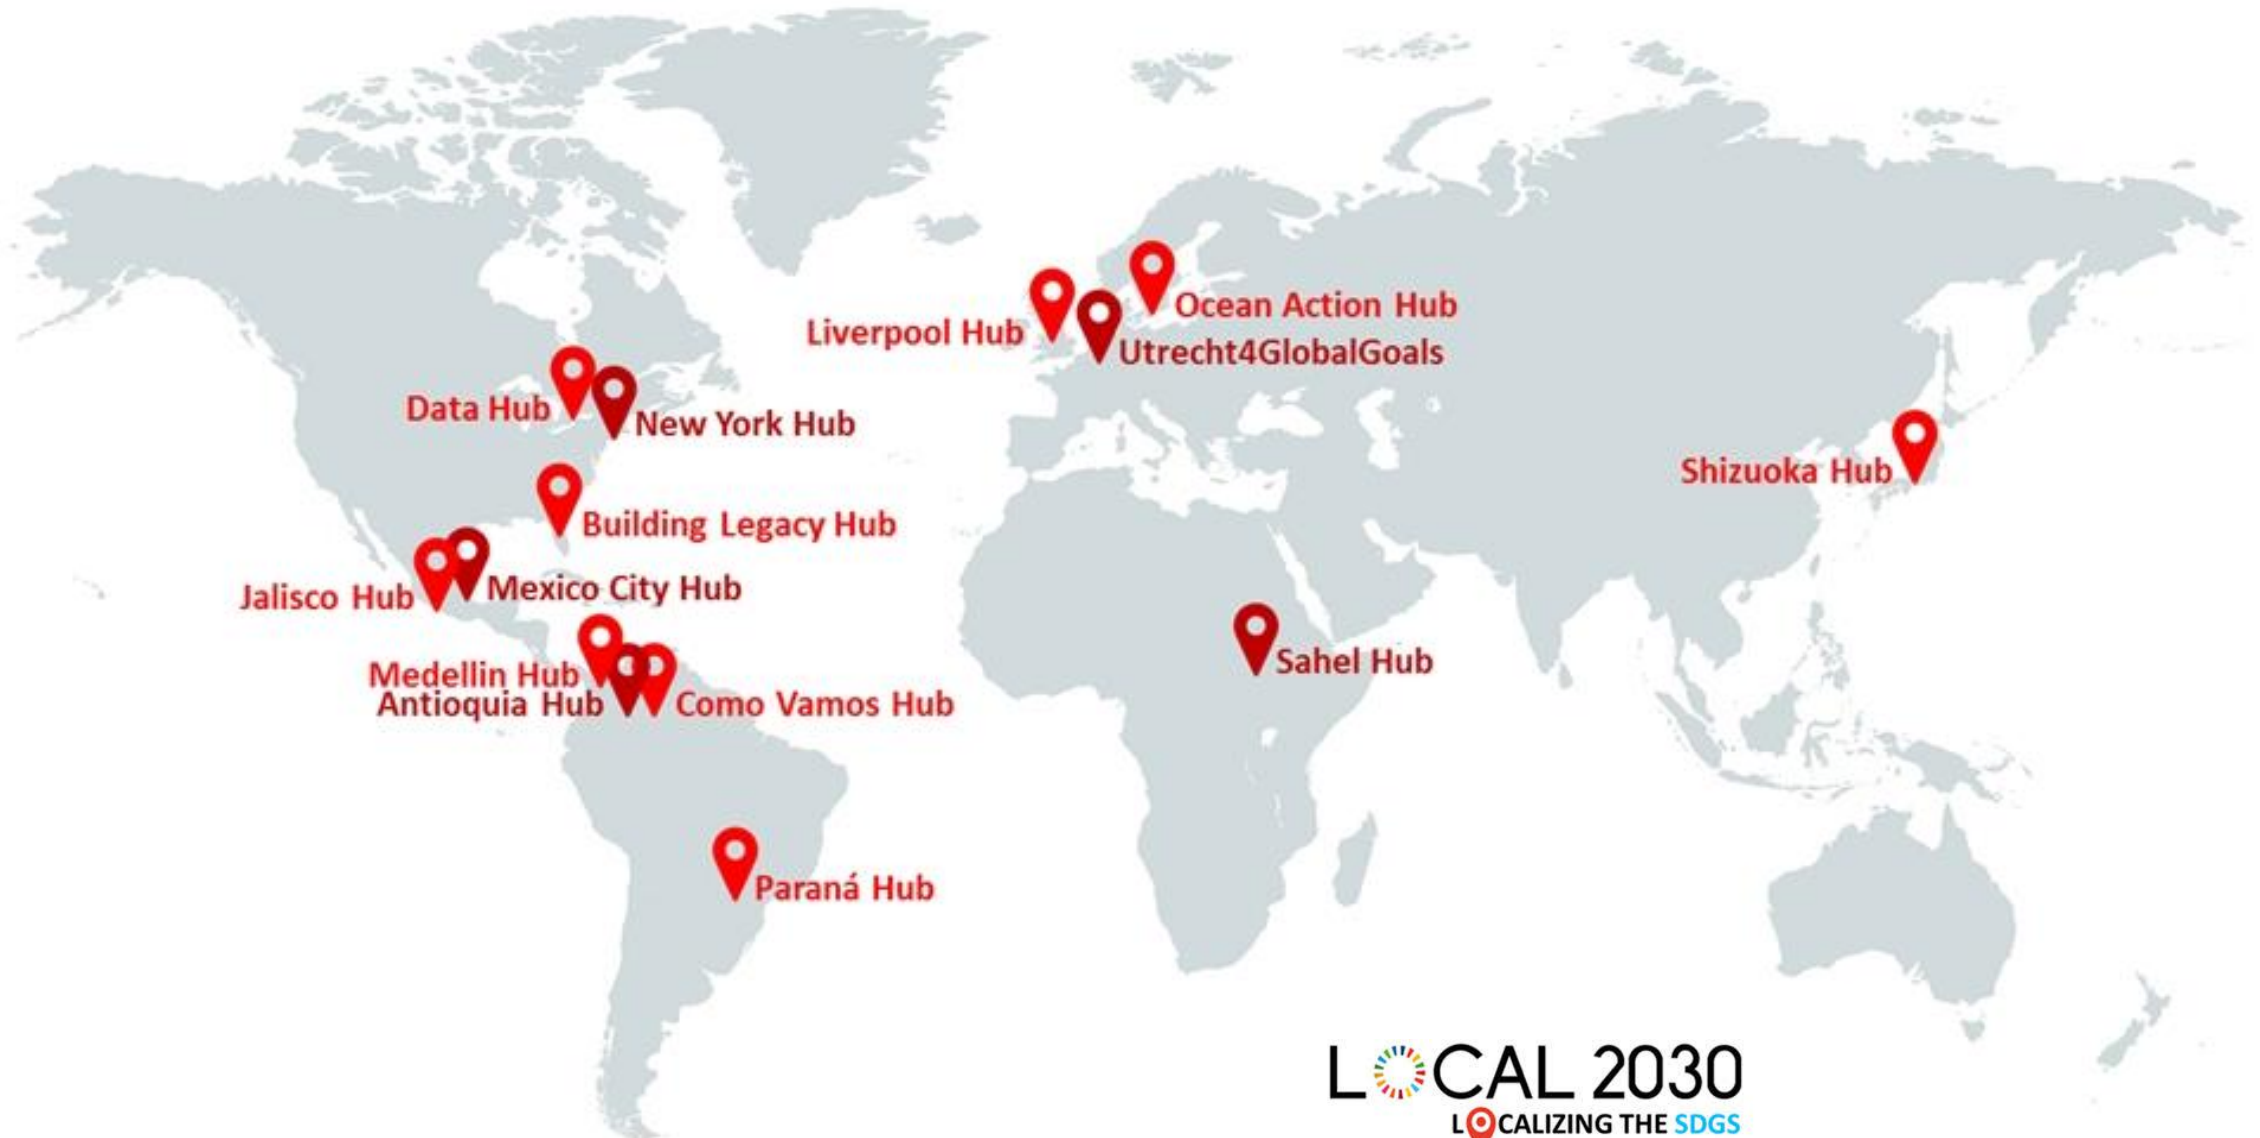 Ocean Action Hub
Liverpool Hub
Utrecht4GlobalGoals
Data Hub
New York Hub
Shizuoka Hub
Building Legacy Hub
Jalisco Hub
Mexico City Hub
Sahel Hub
Medellin Hub
Antioquia Hub
Como Vamos Hub
Paraná Hub
LOCAL 2030
LOCALIZING THE SDGS